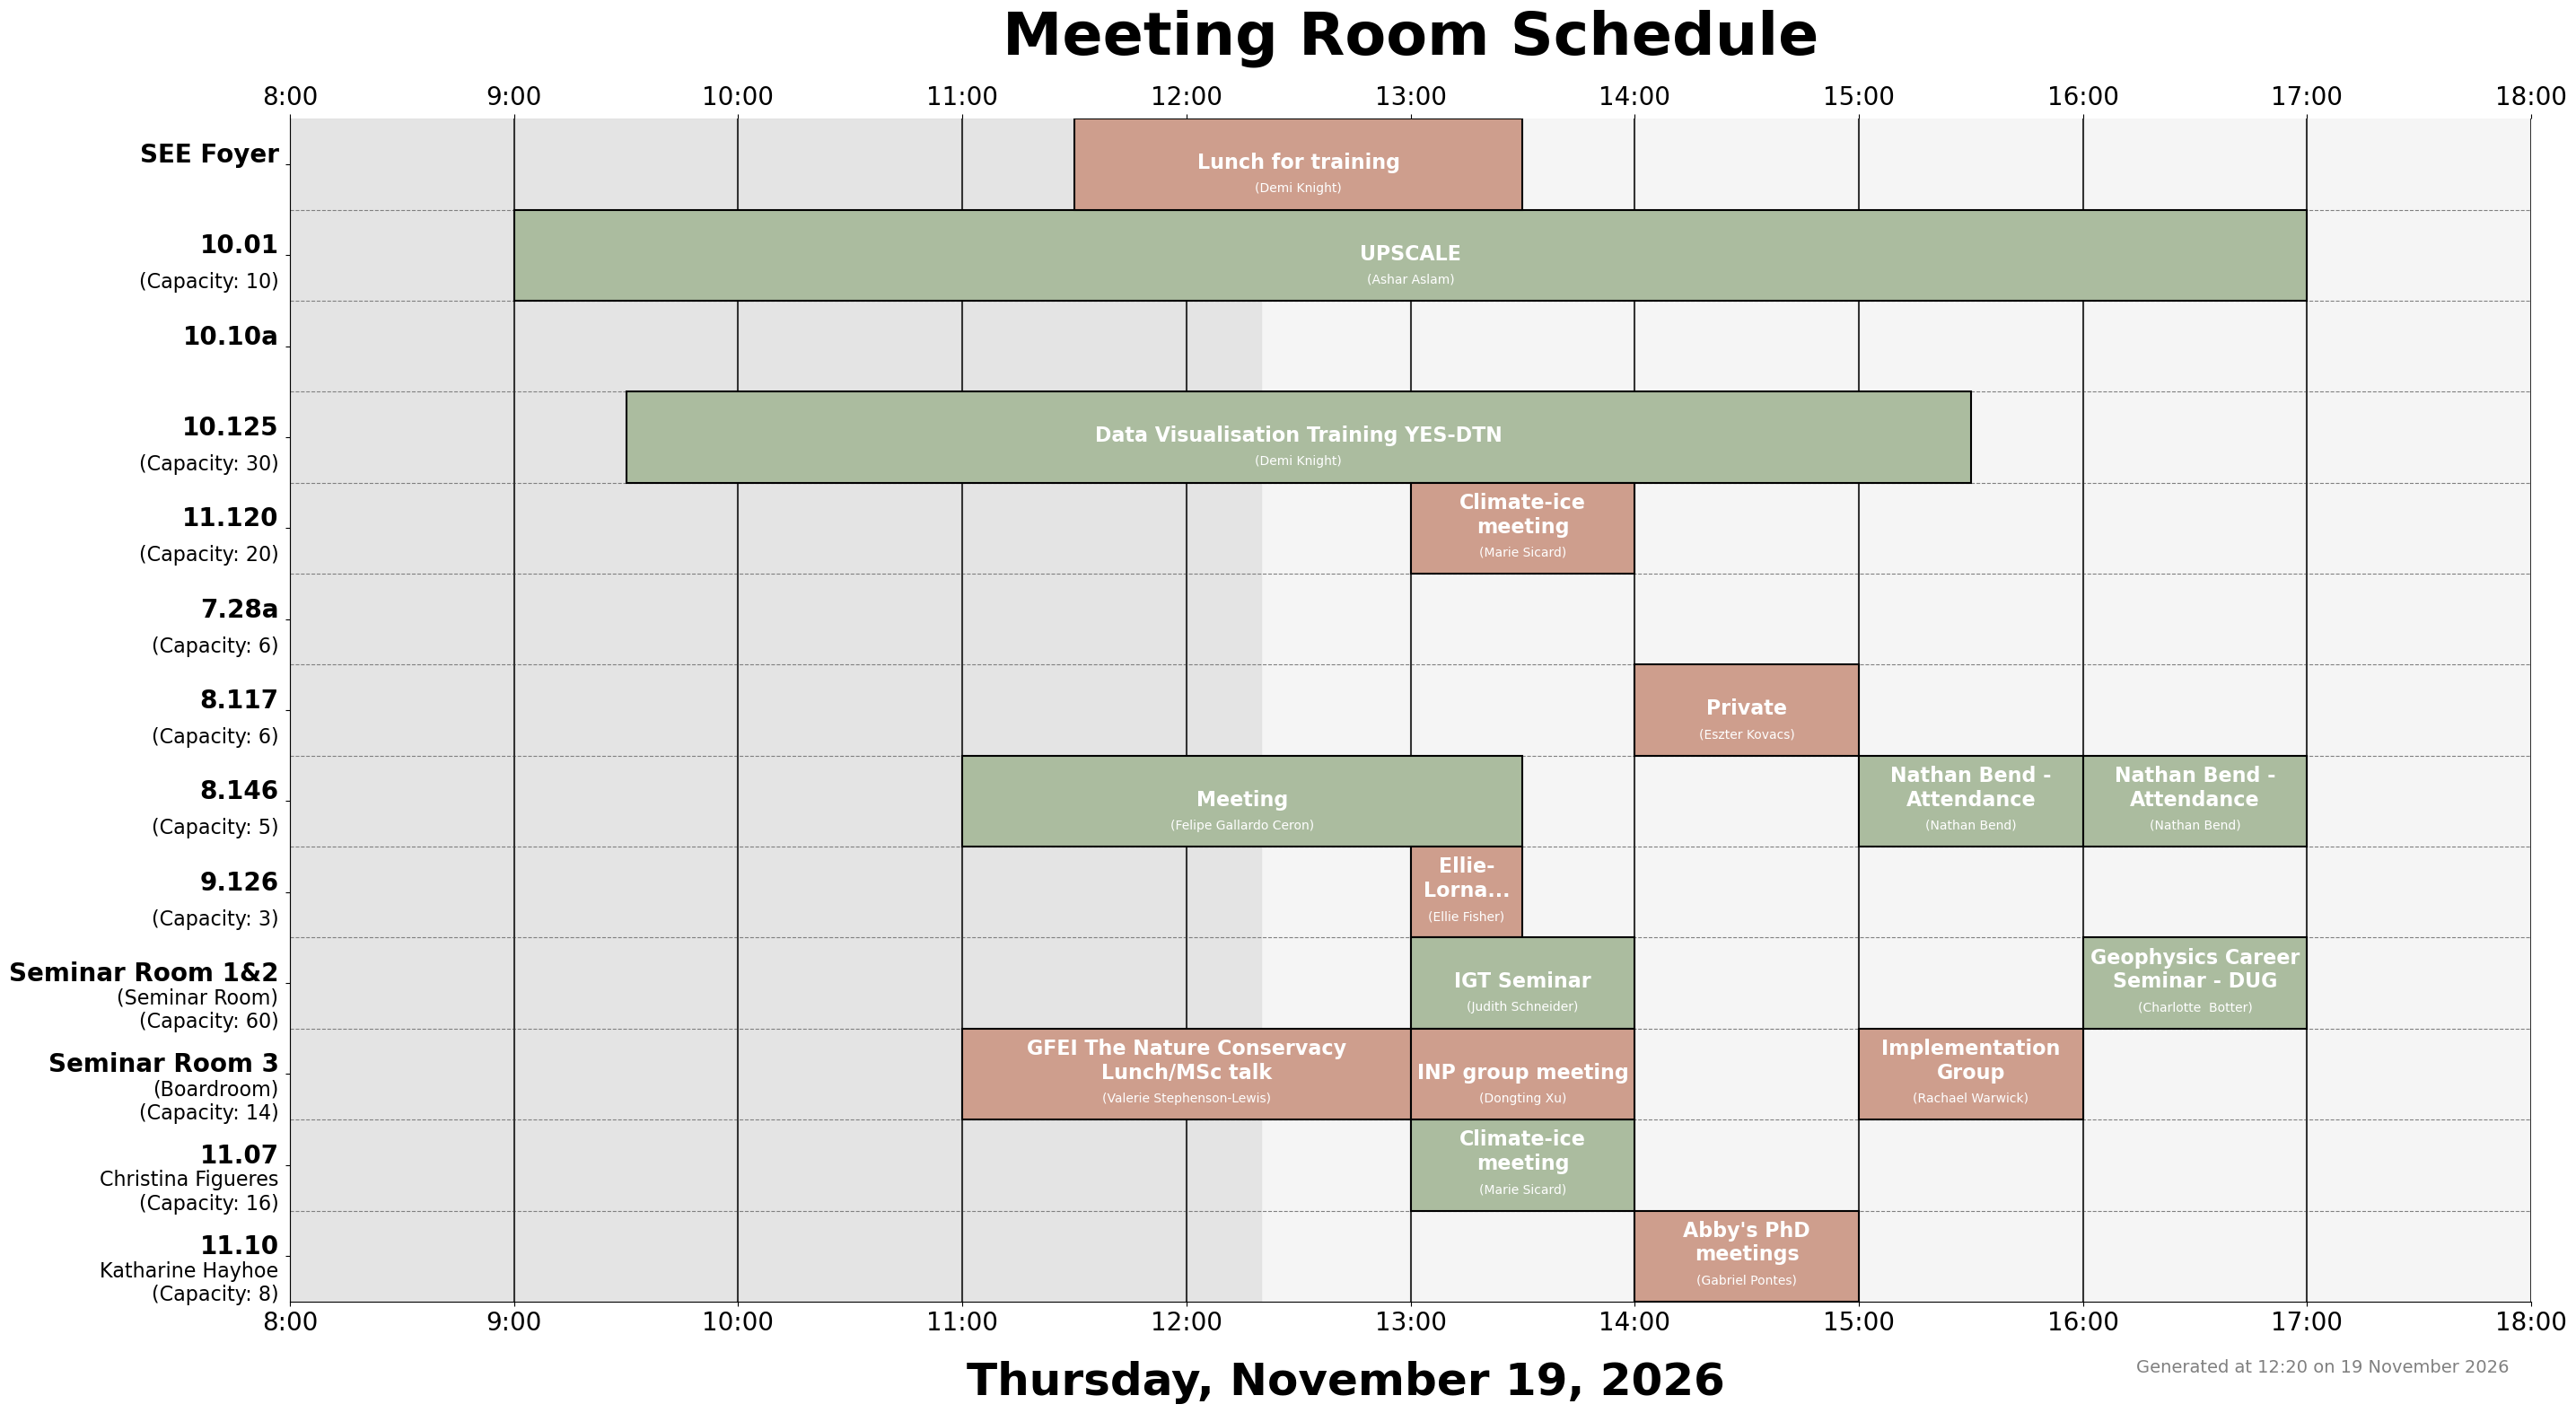 Meeting Room Schedule
8:00 9:00 10:00 11:00 12:00 13:00 14:00 15:00 16:00 17:00 18:00
SEE Foyer
Lunch for training
(Demi Knight)
10.01
(Capacity: 10)
UPSCALE
(Ashar Aslam)
10.10a
10.125
(Capacity: 30)
Data Visualisation Training YES-DTN
(Demi Knight)
11.120
(Capacity: 20)
Climate-ice
meeting
(Marie Sicard)
7.28a
(Capacity: 6)
8.117
(Capacity: 6)
Private
(Eszter Kovacs)
8.146
(Capacity: 5)
Meeting
(Felipe Gallardo Ceron)
Nathan Bend -
Attendance
(Nathan Bend)
Nathan Bend -
Attendance
(Nathan Bend)
9.126
(Capacity: 3)
Ellie-
Lorna...
(Ellie Fisher)
Seminar Room 1&2
(Seminar Room)
(Capacity: 60)
IGT Seminar
(Judith Schneider)
Geophysics Career
Seminar - DUG
(Charlotte  Botter)
Seminar Room 3
(Boardroom)
(Capacity: 14)
GFEI The Nature Conservacy
Lunch/MSc talk
(Valerie Stephenson-Lewis)
INP group meeting
(Dongting Xu)
Implementation
Group
(Rachael Warwick)
11.07
Christina Figueres
(Capacity: 16)
Climate-ice
meeting
(Marie Sicard)
11.10
Katharine Hayhoe
(Capacity: 8)
Abby's PhD
meetings
(Gabriel Pontes)
8:00 9:00 10:00 11:00 12:00 13:00 14:00 15:00 16:00 17:00 18:00
Thursday, November 19, 2026
Generated at 12:20 on 19 November 2026